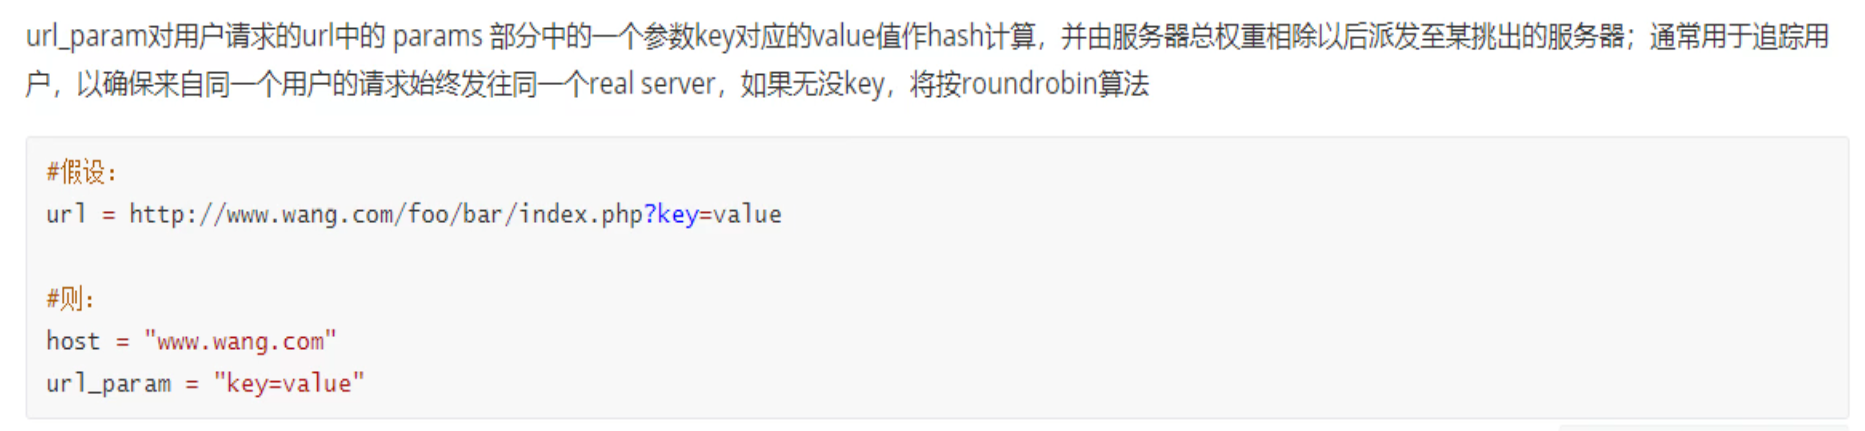 url_param对用户请求的url中的 params 部分中的一个参数key对应的value值作hash计算，并由服务器总权重相除以后派发至某挑出的服务器；通常用于追踪用
户，以确保来自同一个用户的请求始终发往同一个real server，如果无没key，将按roundrobin算法
#假设：
url = http://www.wang.com/foo/bar/index.php?key=value
#则：
host = "www.wang.com"
url_param = "key=value"